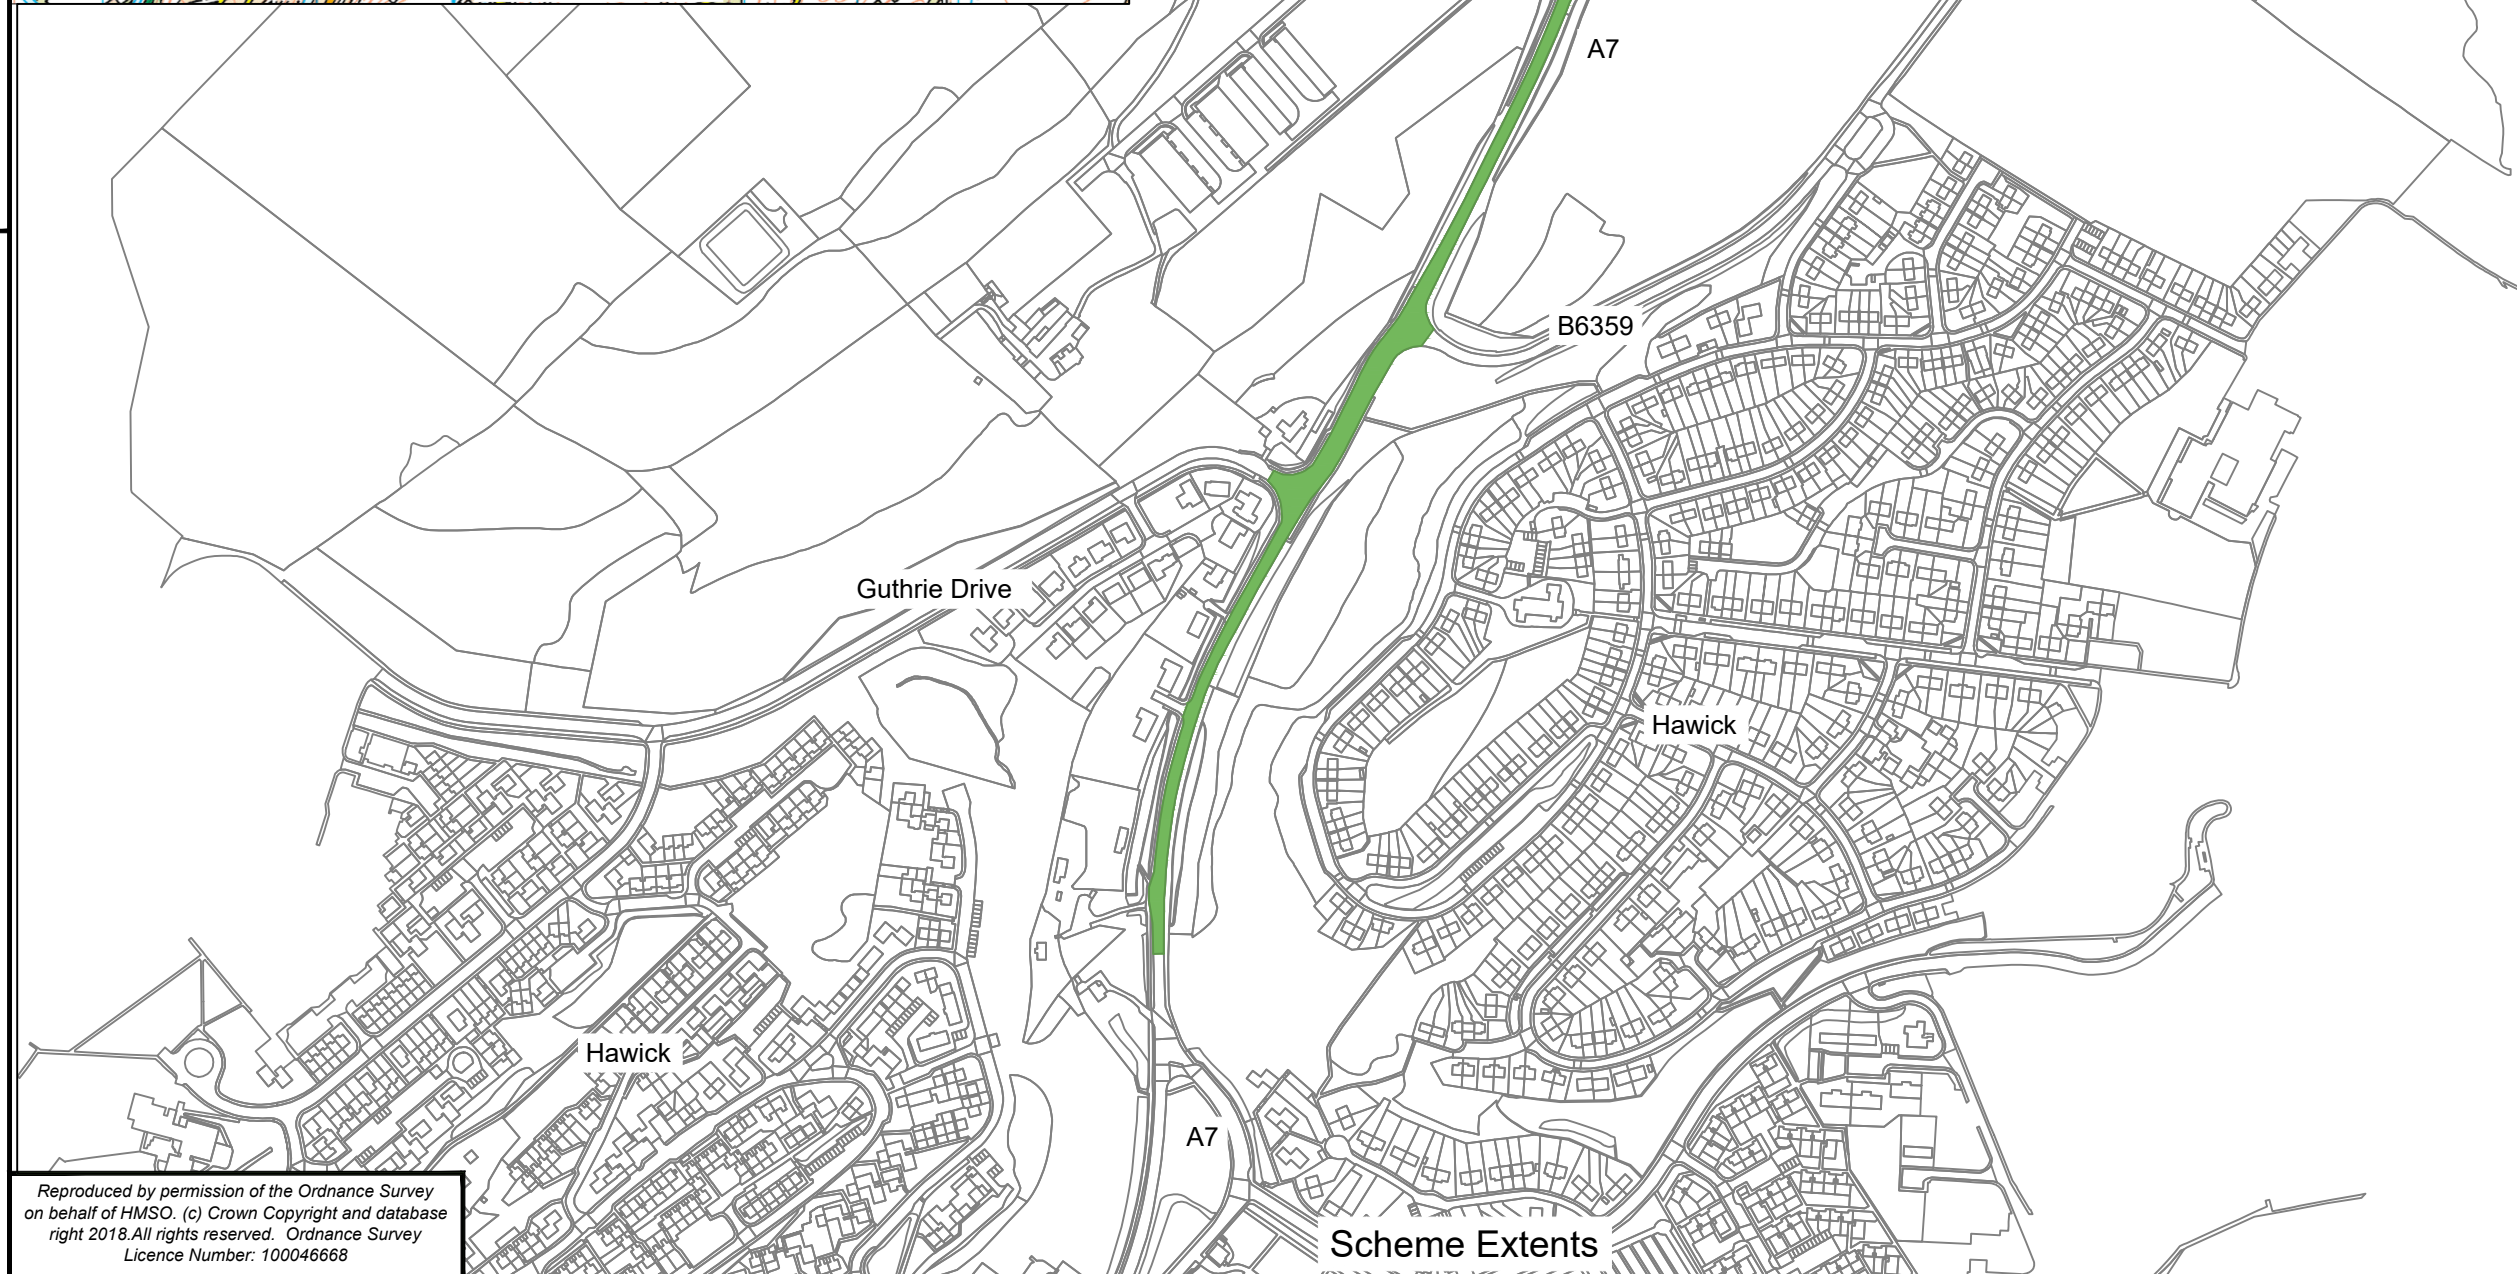 A7
B6359
Guthrie Drive
Hawick
Hawick
A7
Reproduced by permission of the Ordnance Survey
on behalf of HMSO. (c) Crown Copyright and database
right 2018.All rights reserved. Ordnance Survey
Licence Number: 100046668
Scheme Extents